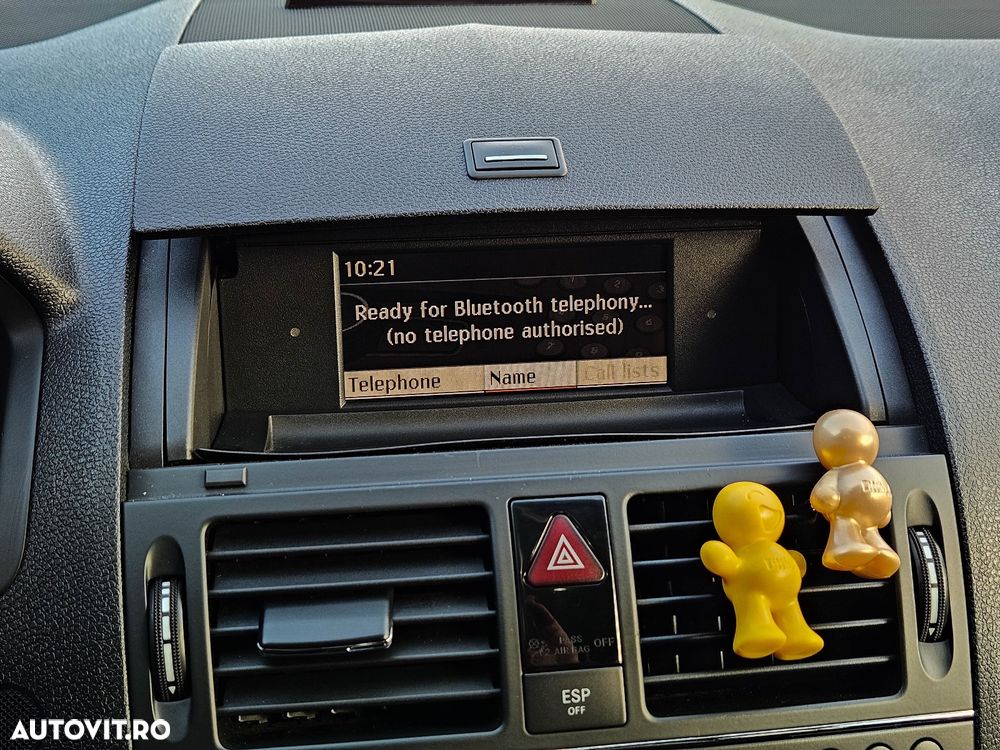 10:21
Ready for Bluetooth telephony...
(no telephone authorised)
Telephone Name Call lists
PASS OFF
AIR BAG
ESP
OFF
AUTOVIT.RO